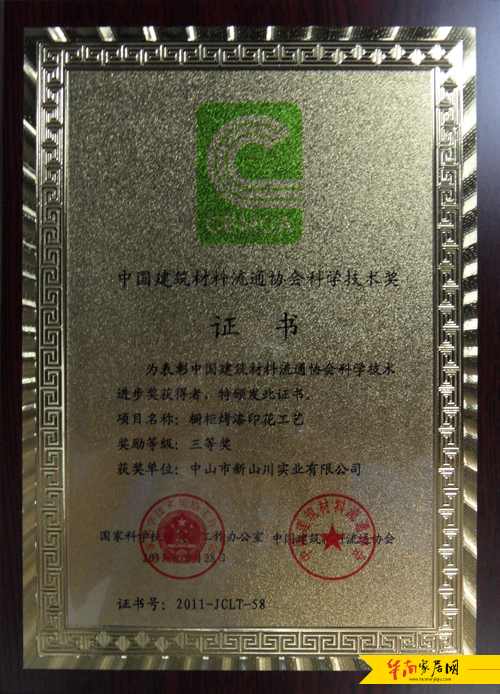 CBMCA
中国建筑材料流通协会科学技术奖
证 书
为表彰中国建筑材料流通协会科学技术
进步奖获得者，特颁发此证书。
项目名称：橱柜烤漆印花工艺
奖励等级：三等奖
获奖单位：中山市新山川实业有限公司
国家科学技 工作办公室 中国建筑材料流通协会
28日
证书号：2011-JCLT-58
华南家居网